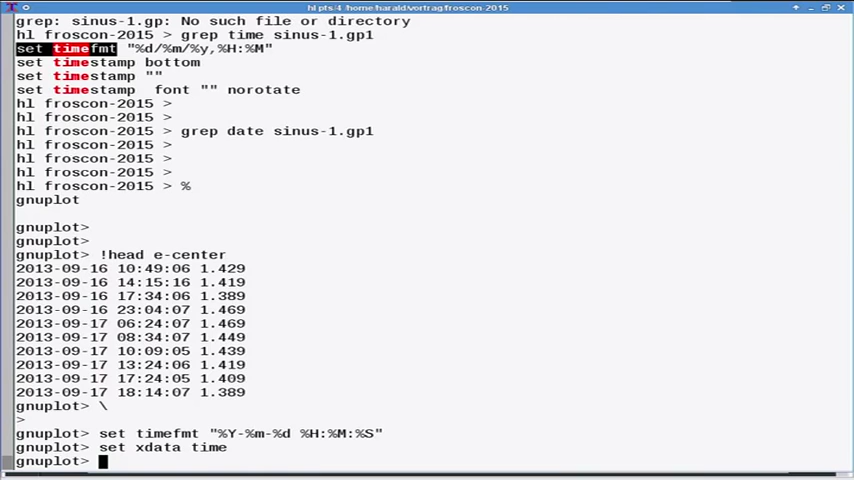 hl pts/4 /home/harald/vortrag/froscon-2015
grep: sinus-1.gp: No such file or directory
hl froscon-2015 > grep time sinus-1.gp1
set timefmt "%d/%m/%y,%H:%M"
set timestamp bottom
set timestamp ""
set timestamp  font "" norotate
hl froscon-2015 >
hl froscon-2015 >
hl froscon-2015 > grep date sinus-1.gp1
hl froscon-2015 >
hl froscon-2015 >
hl froscon-2015 > %
gnuplot
gnuplot>
gnuplot>
gnuplot> !head e-center
2013-09-16 10:49:06 1.429
2013-09-16 14:15:16 1.419
2013-09-16 17:34:06 1.389
2013-09-16 23:04:07 1.469
2013-09-17 06:24:07 1.469
2013-09-17 08:34:07 1.449
2013-09-17 10:09:05 1.439
2013-09-17 13:24:06 1.419
2013-09-17 17:24:05 1.409
2013-09-17 18:14:07 1.389
gnuplot> \
>
gnuplot> set timefmt "%Y-%m-%d %H:%M:%S"
gnuplot> set xdata time
gnuplot>